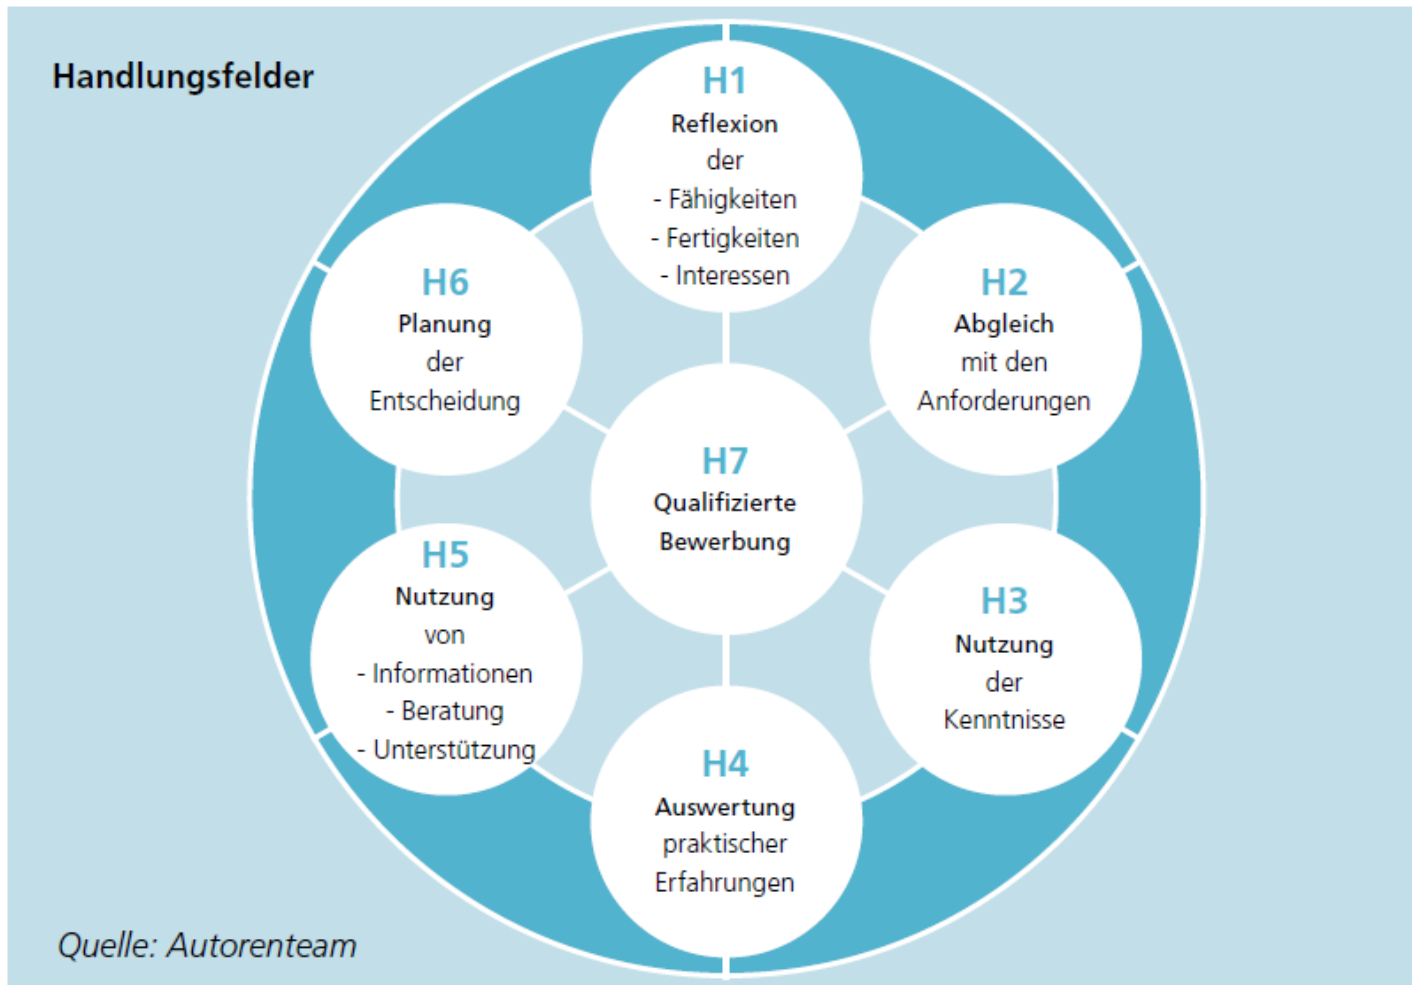 Handlungsfelder
H1
Reflexion
der
- Fähigkeiten
- Fertigkeiten
- Interessen
H2
Abgleich
mit den
Anforderungen
H3
Nutzung
der
Kenntnisse
H4
Auswertung
praktischer
Erfahrungen
H5
Nutzung
von
- Informationen
- Beratung
- Unterstützung
H6
Planung
der
Entscheidung
H7
Qualifizierte
Bewerbung
Quelle: Autorenteam